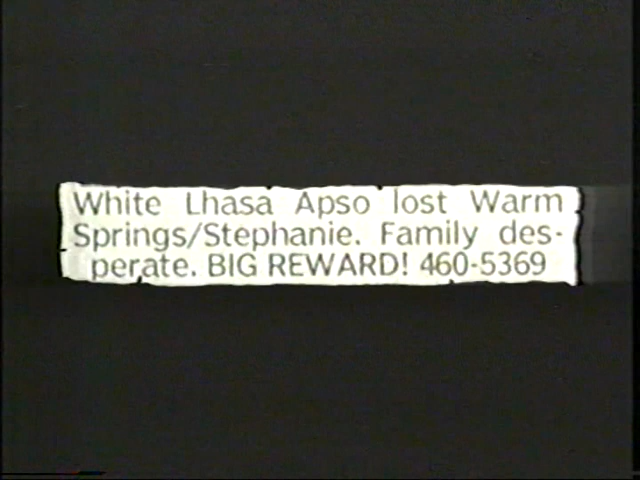 White Lhasa Apso lost Warm
Springs/Stephanie. Family des-
perate. BIG REWARD! 460-5369